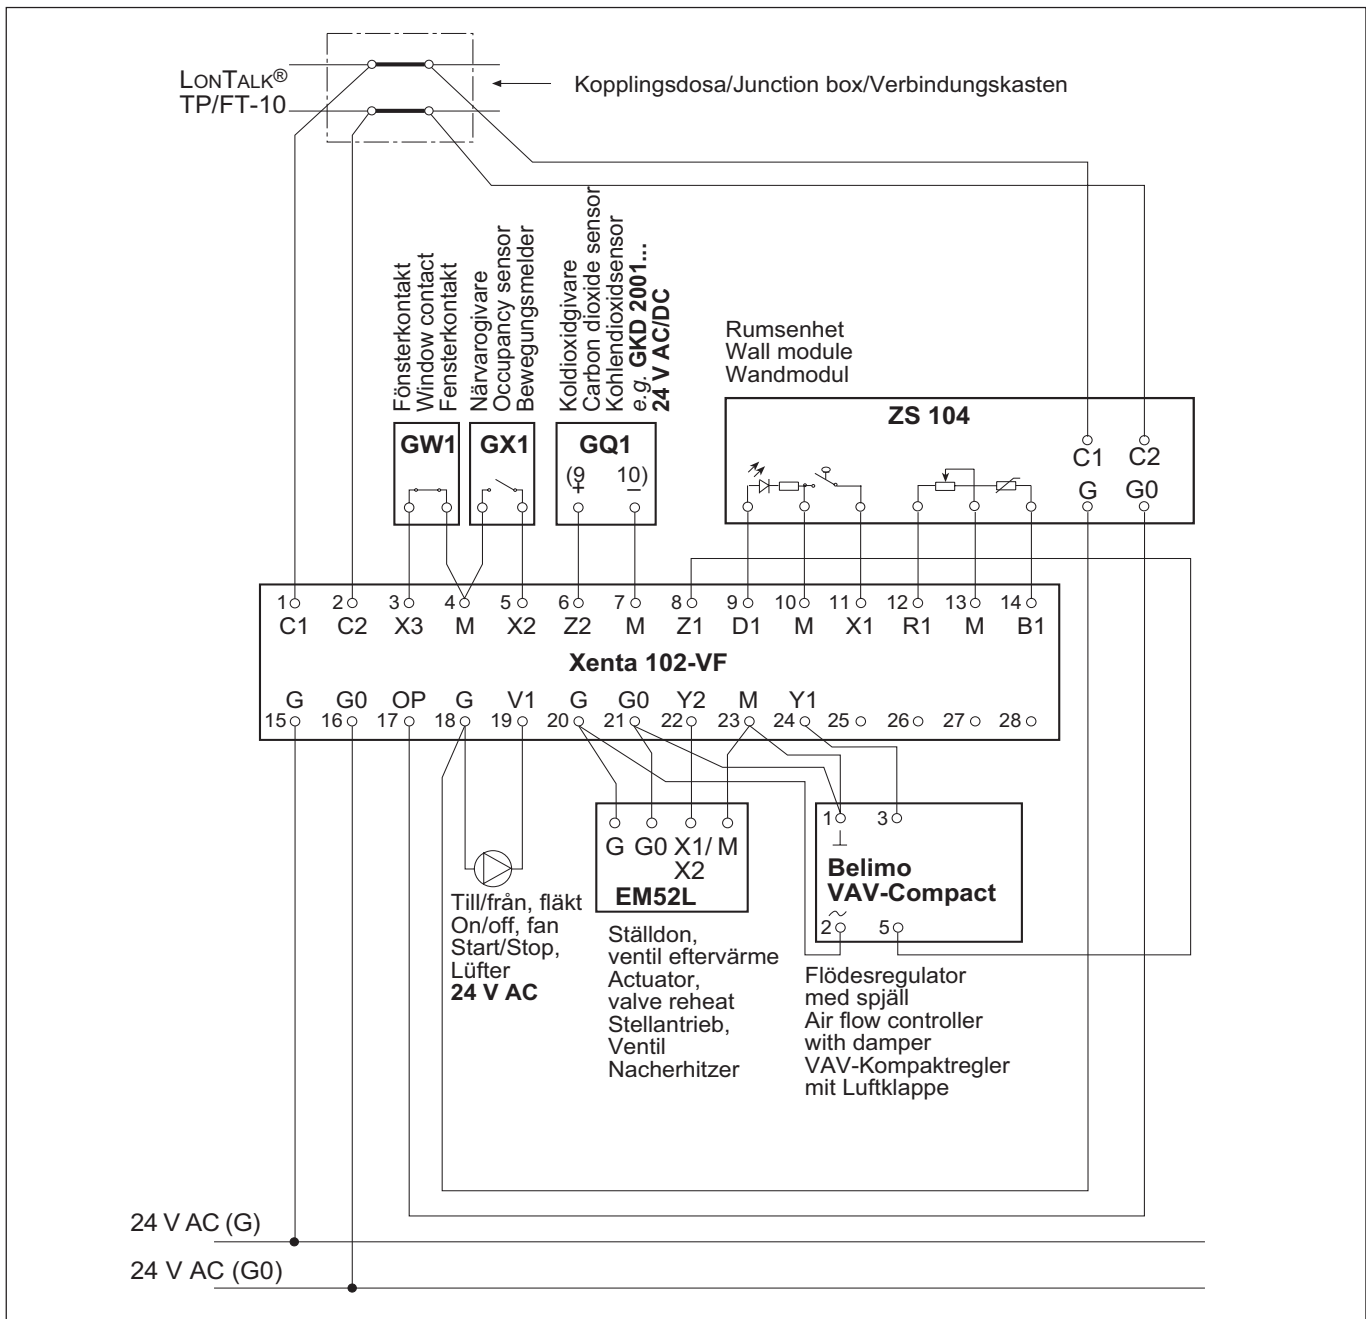 LONTALK®
TP/FT-10
Kopplingsdosa/Junction box/Verbindungskasten
Fönsterkontakt
Window contact
Fensterkontakt
Närvarogivare
Occupancy sensor
Bewegungsmelder
Koldioxidgivare
Carbon dioxide sensor
Kohlendioxidsensor
e.g. GKD 2001...
24 V AC/DC
Rumsenhet
Wall module
Wandmodul
GW1
GX1
GQ1
(9 10)
+ –
ZS 104
C1 C2
G G0
1 2 3 4 5 6 7 8 9 10 11 12 13 14
C1 C2 X3 M X2 Z2 M Z1 D1 M X1 R1 M B1
Xenta 102-VF
G G0 OP G V1 G G0 Y2 M Y1
15 16 17 18 19 20 21 22 23 24 25 26 27 28
G G0 X1/ M
X2
EM52L
1 3
⊥
Belimo
VAV-Compact
~
2 5
Till/från, fläkt
On/off, fan
Start/Stop,
Lüfter
24 V AC
Ställdon,
ventil eftervärme
Actuator,
valve reheat
Stellantrieb,
Ventil
Nacherhitzer
Flödesregulator
med spjäll
Air flow controller
with damper
VAV-Kompaktregler
mit Luftklappe
24 V AC (G)
24 V AC (G0)